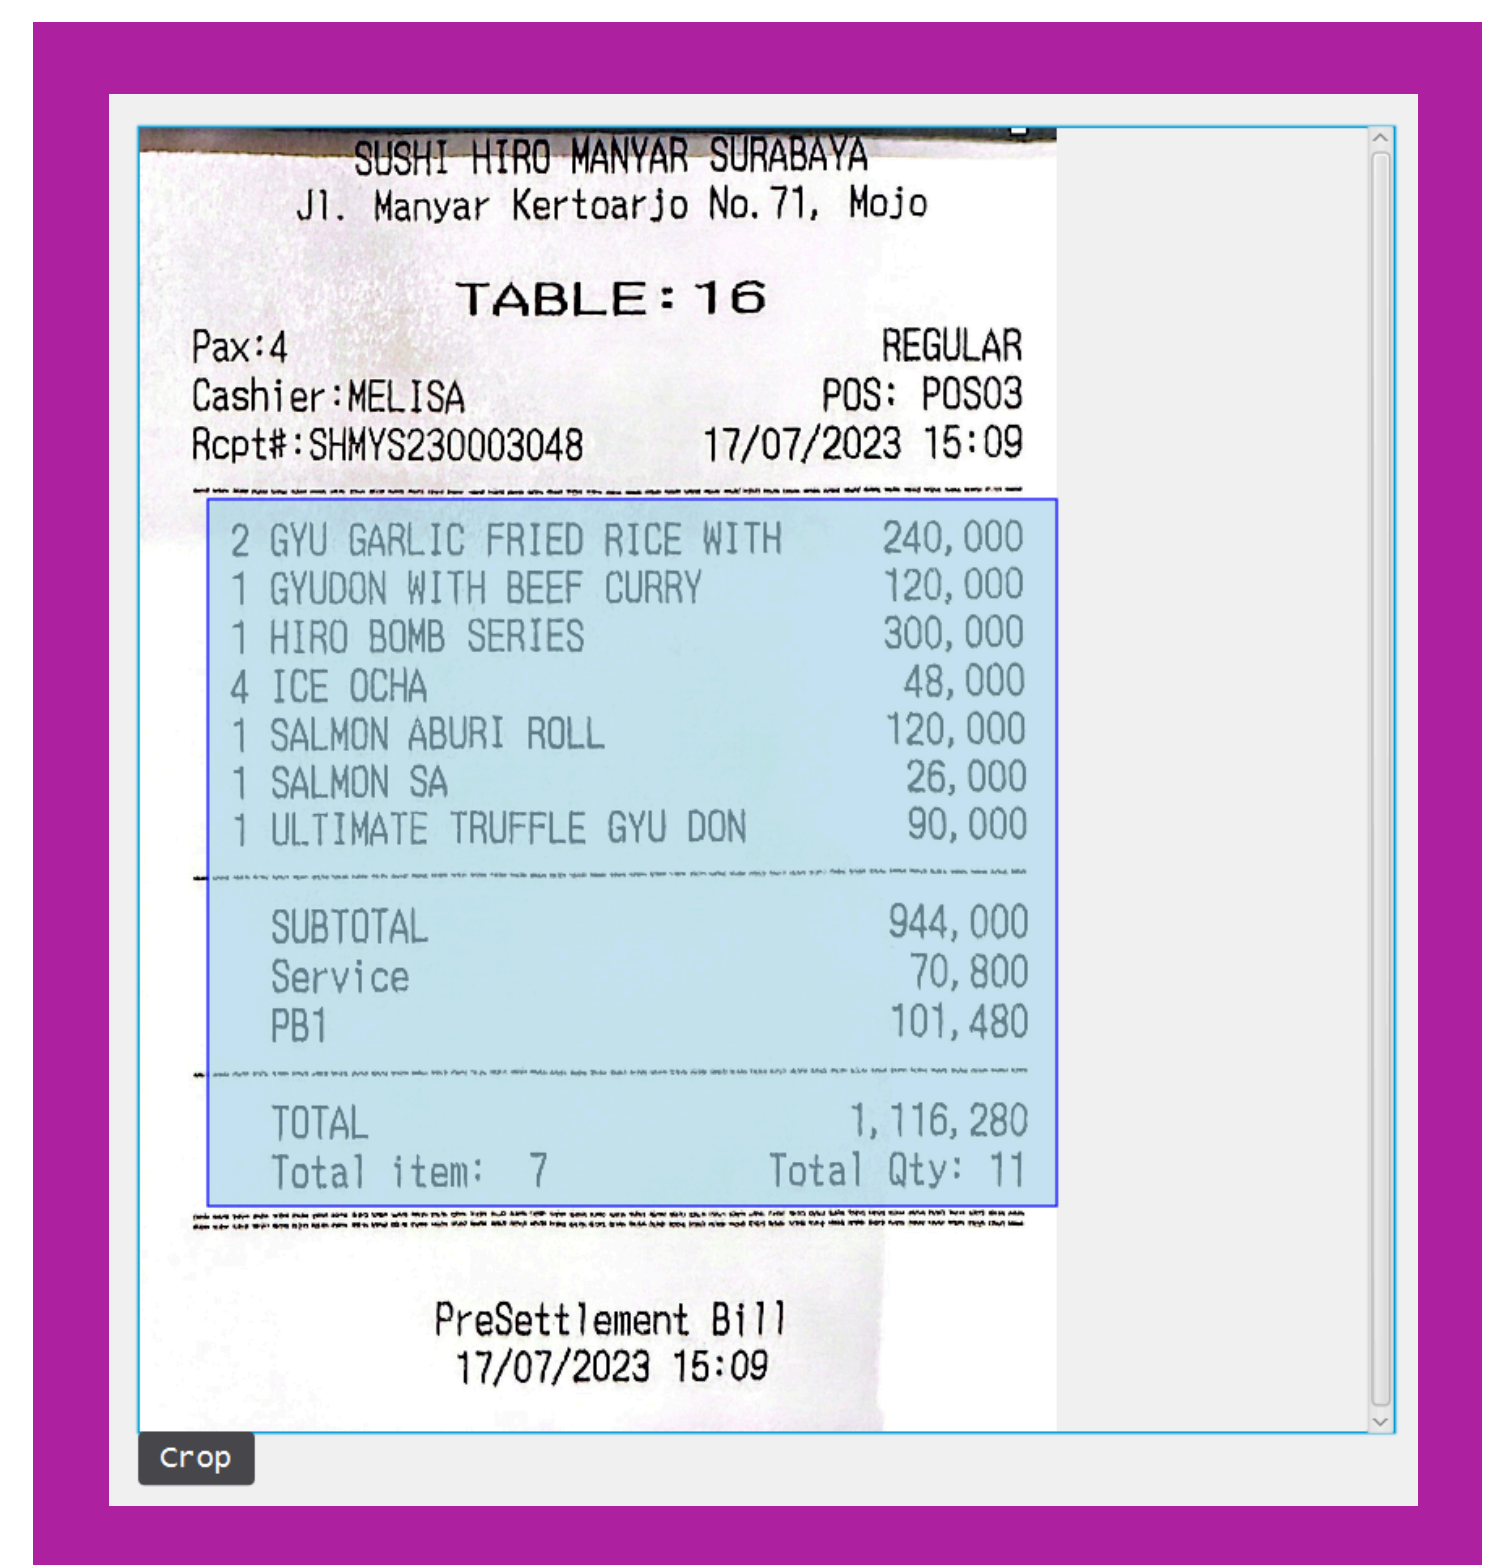 SUSHI HIRO MANYAR SURABAYA
Jl. Manyar Kertoarjo No.71, Mojo
TABLE:16
Pax:4 REGULAR
Cashier:MELISA POS: POS03
Rcpt#:SHMYS230003048 17/07/2023 15:09
2 GYU GARLIC FRIED RICE WITH 240,000
1 GYUDON WITH BEEF CURRY 120,000
1 HIRO BOMB SERIES 300,000
4 ICE OCHA 48,000
1 SALMON ABURI ROLL 120,000
1 SALMON SA 26,000
1 ULTIMATE TRUFFLE GYU DON 90,000
SUBTOTAL 944,000
Service 70,800
PB1 101,480
TOTAL 1,116,280
Total item: 7 Total Qty: 11
PreSettlement Bill
17/07/2023 15:09
Crop